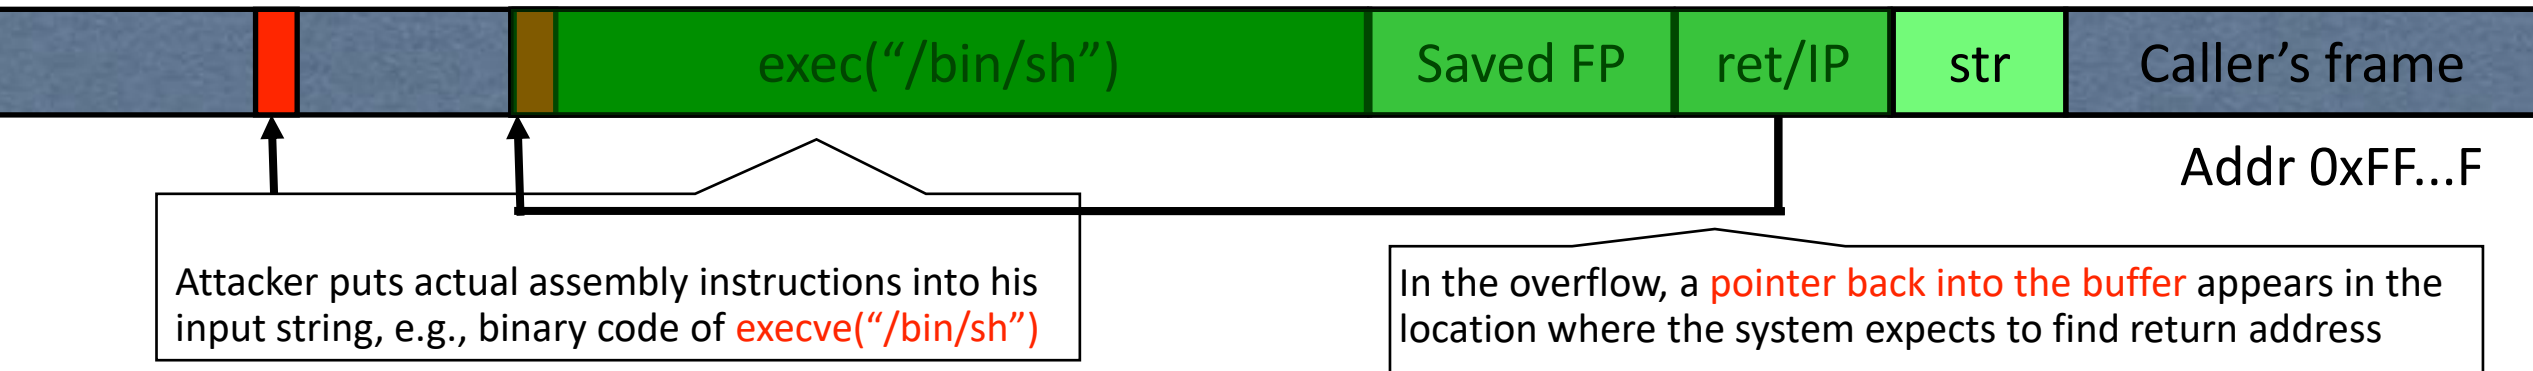 exec(“/bin/sh”) Saved FP ret/IP str Caller’s frame
Addr 0xFF...F
Attacker puts actual assembly instructions into his
input string, e.g., binary code of execve(“/bin/sh”)
In the overflow, a pointer back into the buffer appears in the
location where the system expects to find return address